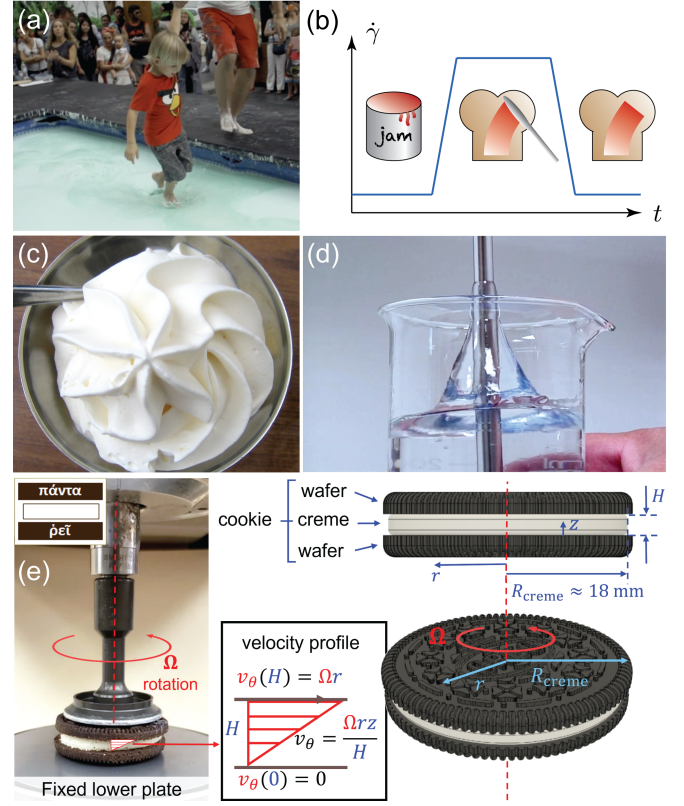 (a)
(b)
γ̇
jam
t
(c)
(d)
πάντα
ῥεῖ
(e)
Ω
rotation
Fixed lower plate
cookie
wafer
creme
wafer
H
z
r
R_creme ≈ 18 mm
velocity profile
v_θ(H) = Ωr
H
v_θ = Ωrz/H
v_θ(0) = 0
Ω
r
R_creme